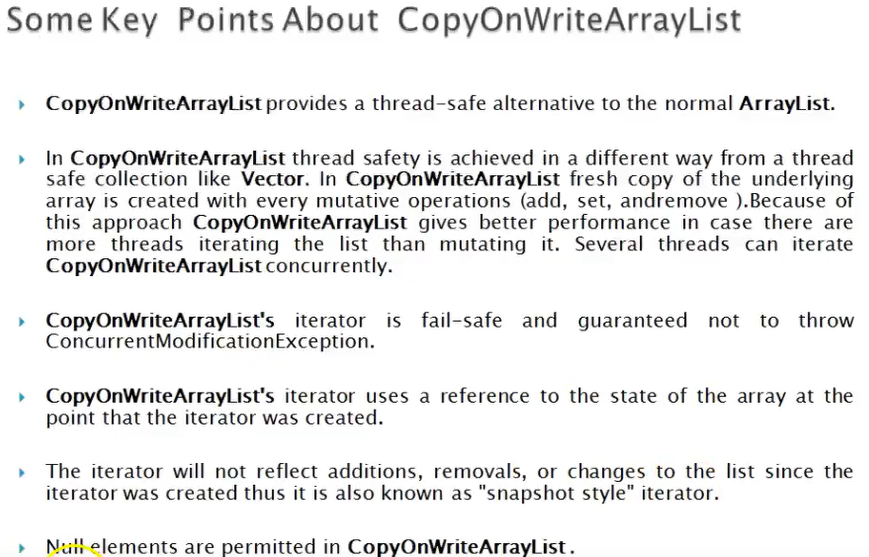 Some Key Points About CopyOnWriteArrayList
CopyOnWriteArrayList provides a thread-safe alternative to the normal ArrayList.
In CopyOnWriteArrayList thread safety is achieved in a different way from a thread
safe collection like Vector. In CopyOnWriteArrayList fresh copy of the underlying
array is created with every mutative operations (add, set, andremove ).Because of
this approach CopyOnWriteArrayList gives better performance in case there are
more threads iterating the list than mutating it. Several threads can iterate
CopyOnWriteArrayList concurrently.
CopyOnWriteArrayList's iterator is fail-safe and guaranteed not to throw
ConcurrentModificationException.
CopyOnWriteArrayList's iterator uses a reference to the state of the array at the
point that the iterator was created.
The iterator will not reflect additions, removals, or changes to the list since the
iterator was created thus it is also known as "snapshot style" iterator.
Null elements are permitted in CopyOnWriteArrayList.